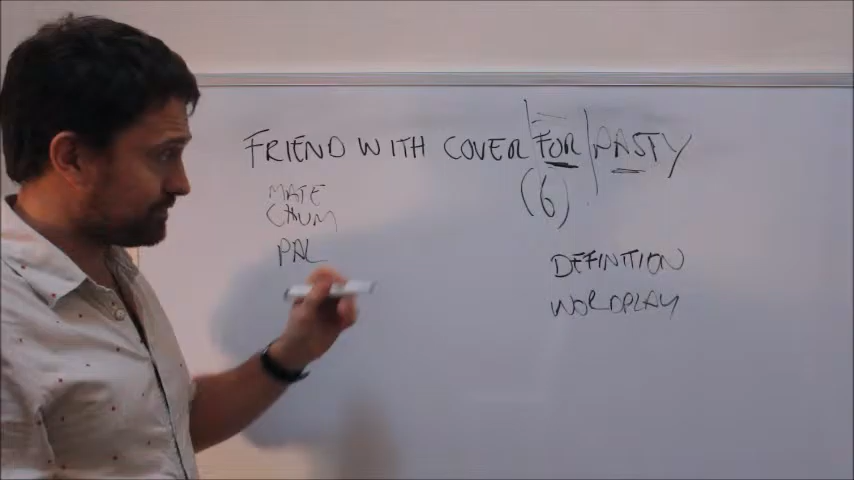 FRIEND WITH COVER FOR PASTY
(6)
MATE
CHUM
PAL
DEFINITION
WORDPLAY